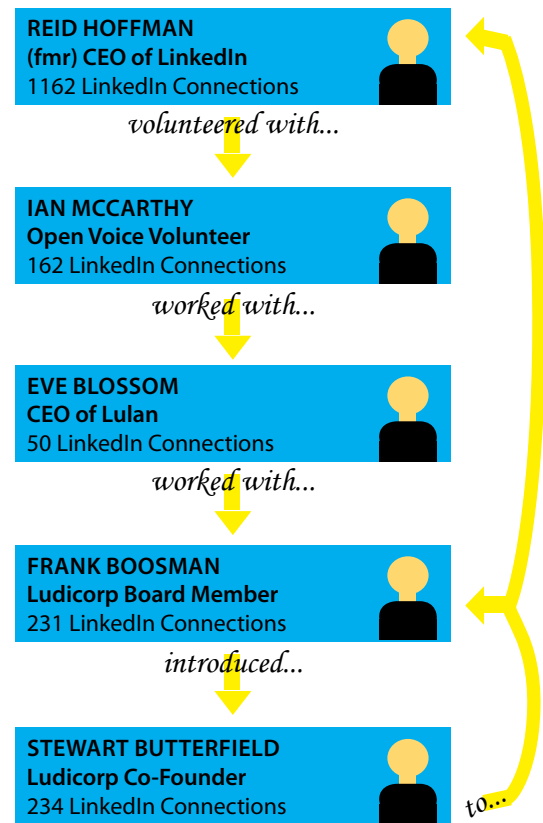 REID HOFFMAN
(fmr) CEO of LinkedIn
1162 LinkedIn Connections
volunteered with...
IAN MCCARTHY
Open Voice Volunteer
162 LinkedIn Connections
worked with...
EVE BLOSSOM
CEO of Lulan
50 LinkedIn Connections
worked with...
FRANK BOOSMAN
Ludicorp Board Member
231 LinkedIn Connections
introduced...
STEWART BUTTERFIELD
Ludicorp Co-Founder
234 LinkedIn Connections
to...